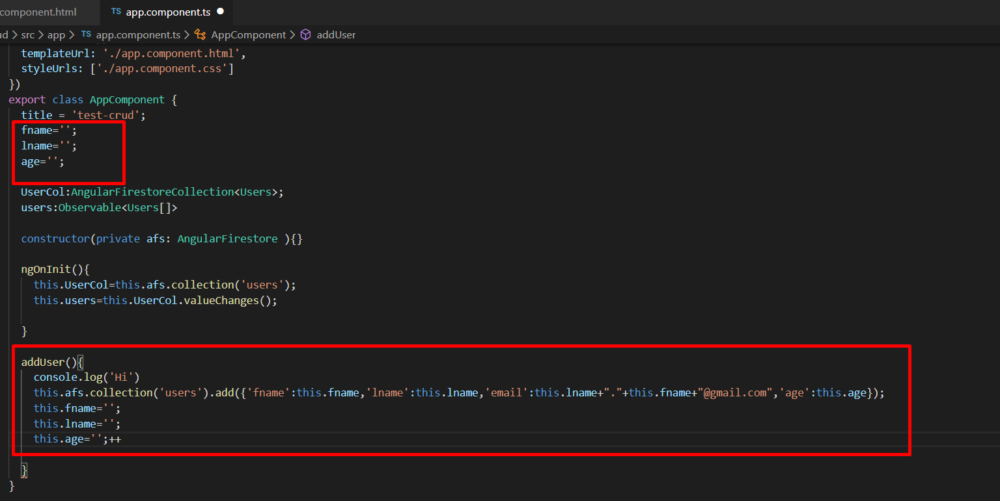 component.html TS app.component.ts
ud > src > app > TS app.component.ts > AppComponent > addUser
templateUrl: './app.component.html',
styleUrls: ['./app.component.css']
})
export class AppComponent {
title = 'test-crud';
fname='';
lname='';
age='';
UserCol:AngularFirestoreCollection<Users>;
users:Observable<Users[]>
constructor(private afs: AngularFirestore ){}
ngOnInit(){
this.UserCol=this.afs.collection('users');
this.users=this.UserCol.valueChanges();
}
addUser(){
console.log('Hi')
this.afs.collection('users').add({'fname':this.fname,'lname':this.lname,'email':this.lname+"."+this.fname+"@gmail.com",'age':this.age});
this.fname='';
this.lname='';
this.age='';++
}
}